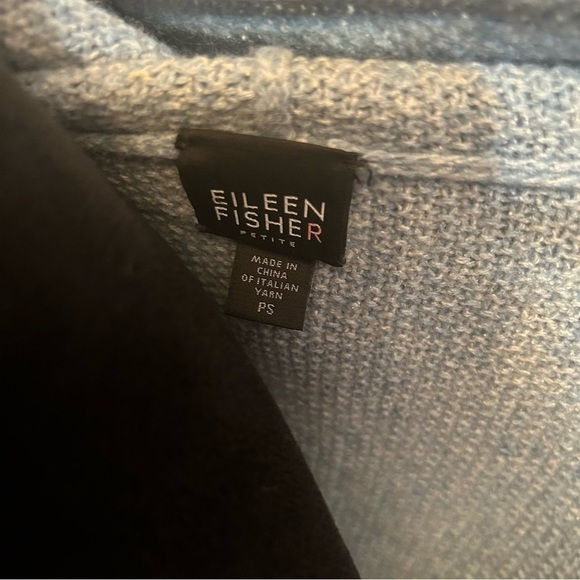 EILEEN
FISHER
PETITE
MADE IN
CHINA
OF ITALIAN
YARN
PS